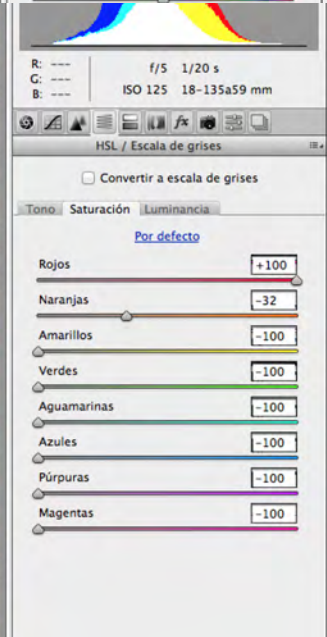 R: ---
G: ---
B: ---
f/5 1/20 s
ISO 125 18-135a59 mm
fx
HSL / Escala de grises
Convertir a escala de grises
Tono Saturación Luminancia
Por defecto
Rojos +100
Naranjas -32
Amarillos -100
Verdes -100
Aguamarinas -100
Azules -100
Púrpuras -100
Magentas -100